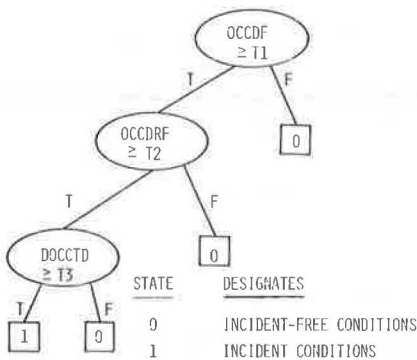 OCCDF
≥ T1
T
F
OCCDRF
≥ T2
0
T
F
DOCCTD
≥ T3
0
T
F
1
0
STATE DESIGNATES
0 INCIDENT-FREE CONDITIONS
1 INCIDENT CONDITIONS